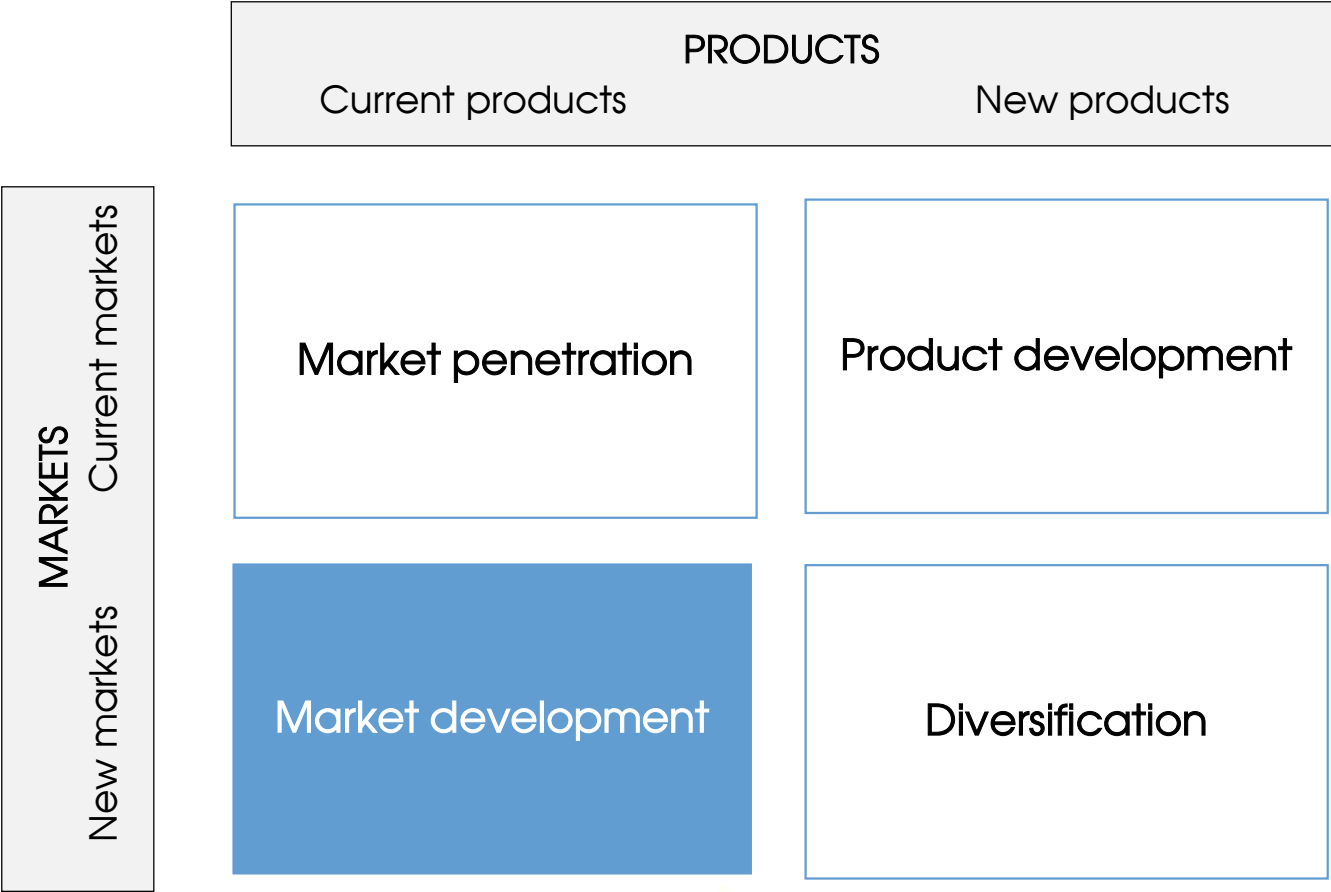 PRODUCTS
Current products
New products
MARKETS
Current markets
New markets
Market penetration
Product development
Market development
Diversification